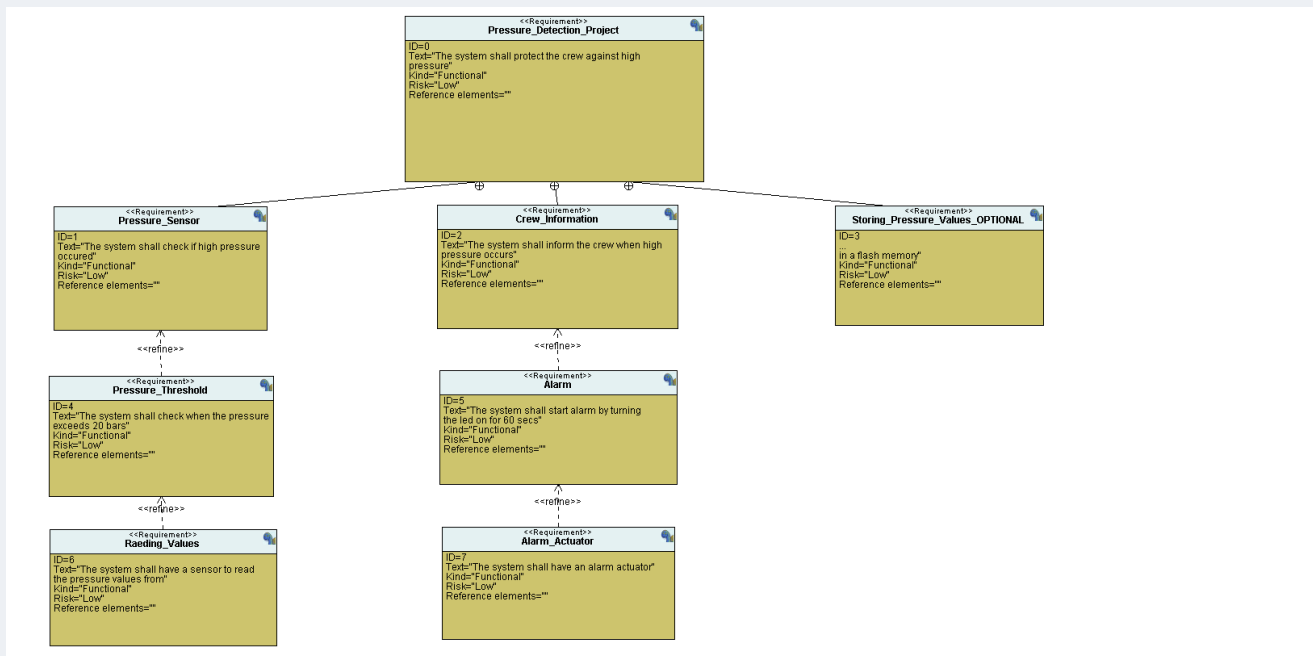 <<Requirement>>
Pressure_Detection_Project
ID=0
Text="The system shall protect the crew against high
pressure"
Kind="Functional"
Risk="Low"
Reference elements=""
<<Requirement>>
Pressure_Sensor
ID=1
Text="The system shall check if high pressure
occured"
Kind="Functional"
Risk="Low"
Reference elements=""
<<Requirement>>
Crew_Information
ID=2
Text="The system shall inform the crew when high
pressure occurs"
Kind="Functional"
Risk="Low"
Reference elements=""
<<Requirement>>
Storing_Pressure_Values_OPTIONAL
ID=3
...
in a flash memory"
Kind="Functional"
Risk="Low"
Reference elements=""
<<refine>>
<<refine>>
<<Requirement>>
Pressure_Threshold
ID=4
Text="The system shall check when the pressure
exceeds 20 bars"
Kind="Functional"
Risk="Low"
Reference elements=""
<<Requirement>>
Alarm
ID=5
Text="The system shall start alarm by turning
the led on for 60 secs"
Kind="Functional"
Risk="Low"
Reference elements=""
<<refine>>
<<refine>>
<<Requirement>>
Raeding_Values
ID=6
Text="The system shall have a sensor to read
the pressure values from"
Kind="Functional"
Risk="Low"
Reference elements=""
<<Requirement>>
Alarm_Actuator
ID=7
Text="The system shall have an alarm actuator"
Kind="Functional"
Risk="Low"
Reference elements=""